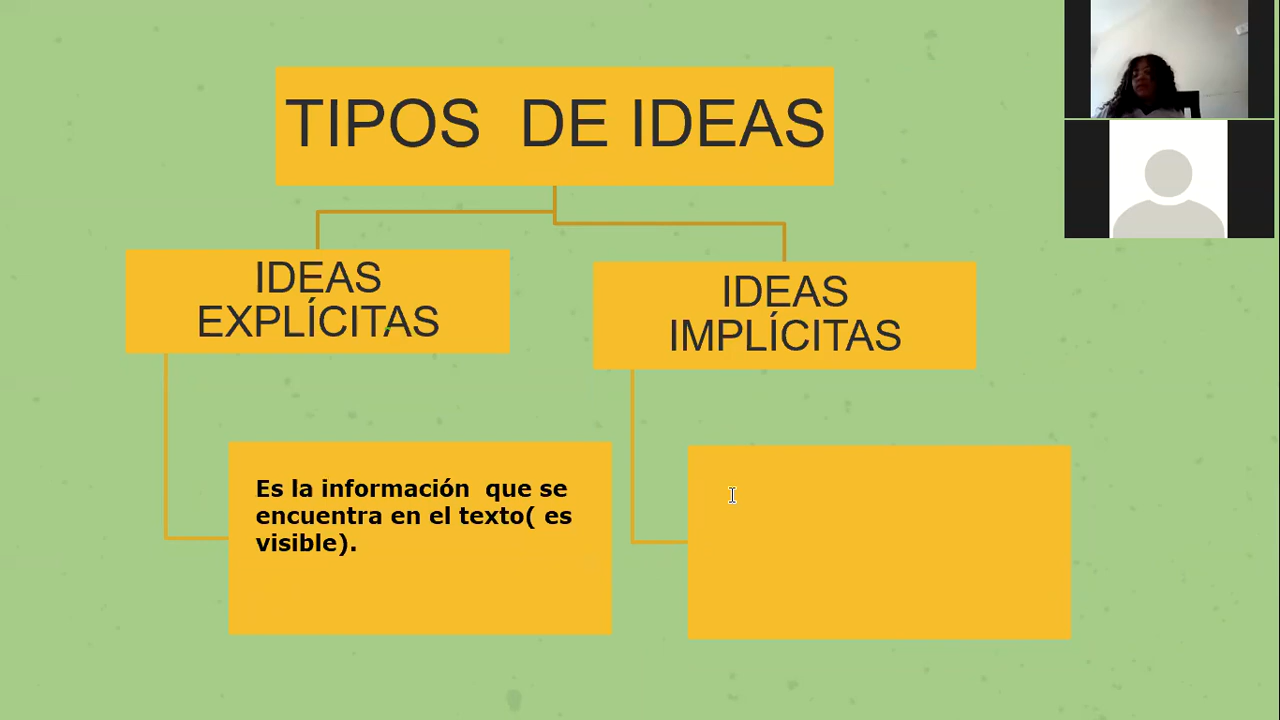 TIPOS DE IDEAS
IDEAS
EXPLÍCITAS
IDEAS
IMPLÍCITAS
Es la información que se
encuentra en el texto( es
visible).